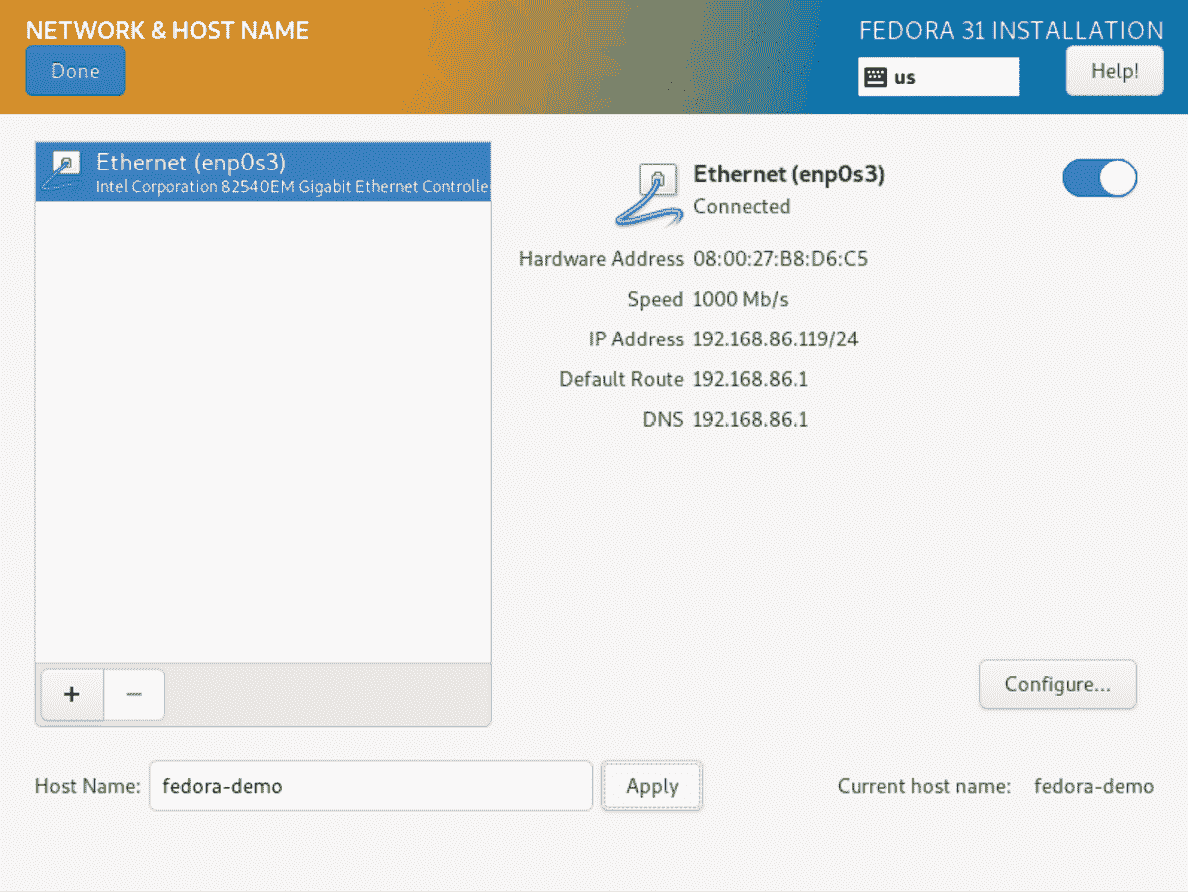 NETWORK & HOST NAME
FEDORA 31 INSTALLATION
Done
us
Help!
Ethernet (enp0s3)
Intel Corporation 82540EM Gigabit Ethernet Controlle
Ethernet (enp0s3)
Connected
Hardware Address 08:00:27:B8:D6:C5
Speed 1000 Mb/s
IP Address 192.168.86.119/24
Default Route 192.168.86.1
DNS 192.168.86.1
+ −
Configure...
Host Name: fedora-demo Apply Current host name: fedora-demo